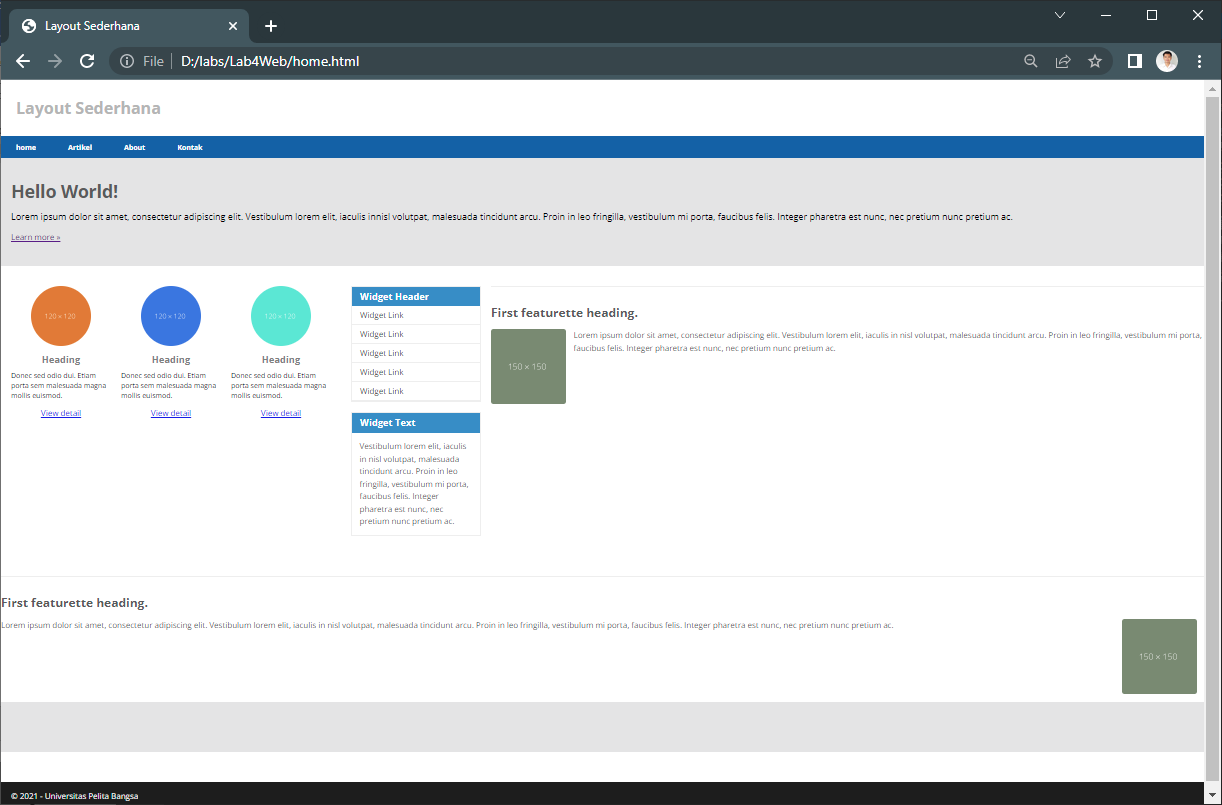 Layout Sederhana
File D:/labs/Lab4Web/home.html
Layout Sederhana
home Artikel About Kontak
Hello World!
Lorem ipsum dolor sit amet, consectetur adipiscing elit. Vestibulum lorem elit, iaculis innisl volutpat, malesuada tincidunt arcu. Proin in leo fringilla, vestibulum mi porta, faucibus felis. Integer pharetra est nunc, nec pretium nunc pretium ac.
Learn more »
120 × 120
Heading
Donec sed odio dui. Etiam
porta sem malesuada magna
mollis euismod.
View detail
120 × 120
Heading
Donec sed odio dui. Etiam
porta sem malesuada magna
mollis euismod.
View detail
120 × 120
Heading
Donec sed odio dui. Etiam
porta sem malesuada magna
mollis euismod.
View detail
Widget Header
Widget Link
Widget Link
Widget Link
Widget Link
Widget Link
Widget Text
Vestibulum lorem elit, iaculis
in nisl volutpat, malesuada
tincidunt arcu. Proin in leo
fringilla, vestibulum mi porta,
faucibus felis. Integer
pharetra est nunc, nec
pretium nunc pretium ac.
First featurette heading.
150 × 150
Lorem ipsum dolor sit amet, consectetur adipiscing elit. Vestibulum lorem elit, iaculis in nisl volutpat, malesuada tincidunt arcu. Proin in leo fringilla, vestibulum mi porta,
faucibus felis. Integer pharetra est nunc, nec pretium nunc pretium ac.
First featurette heading.
Lorem ipsum dolor sit amet, consectetur adipiscing elit. Vestibulum lorem elit, iaculis in nisl volutpat, malesuada tincidunt arcu. Proin in leo fringilla, vestibulum mi porta, faucibus felis. Integer pharetra est nunc, nec pretium nunc pretium ac.
150 × 150
© 2021 - Universitas Pelita Bangsa